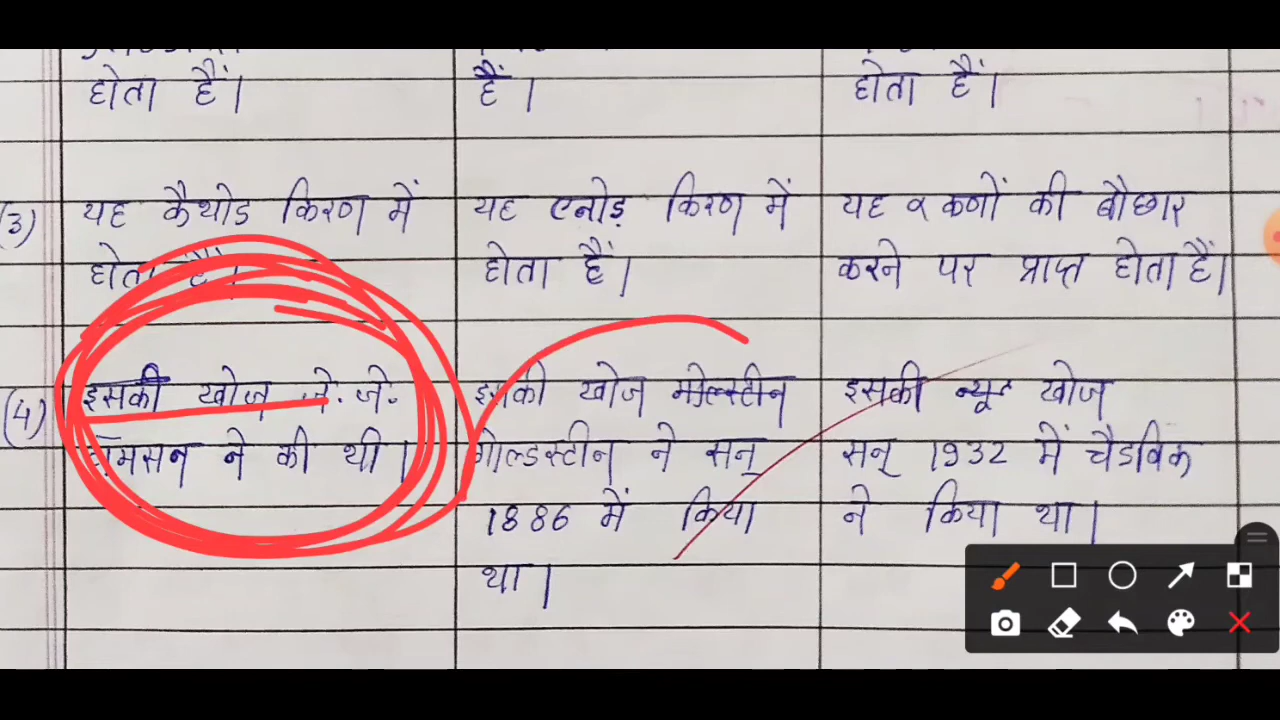 होता हैं।
हैं।
होता हैं।
(3)
यह कैथोड किरण में
होता हैं।
यह एनोड़ किरण में
होता हैं।
यह α कणों की बौछार
करने पर प्राप्त होता हैं।
(4)
इसकी खोज जे. जे.
थॉमसन ने की थी।
इसकी खोज
गोल्डस्टीन ने सन्
1886 में किया
था।
इसकी खोज
सन् 1932 में चैडविक
ने किया था।